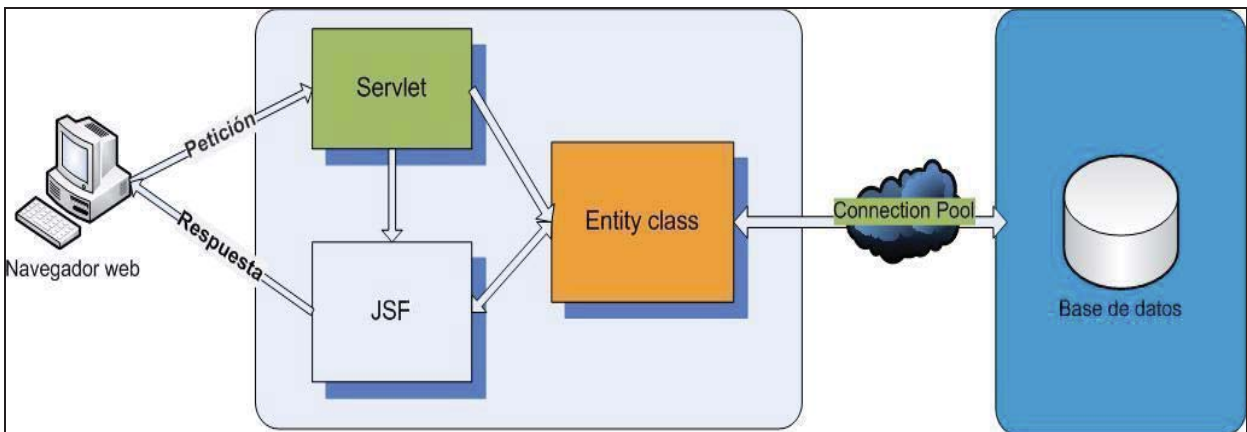 Servlet
Petición
Entity class
Connection Pool
Respuesta
Navegador web
JSF
Base de datos